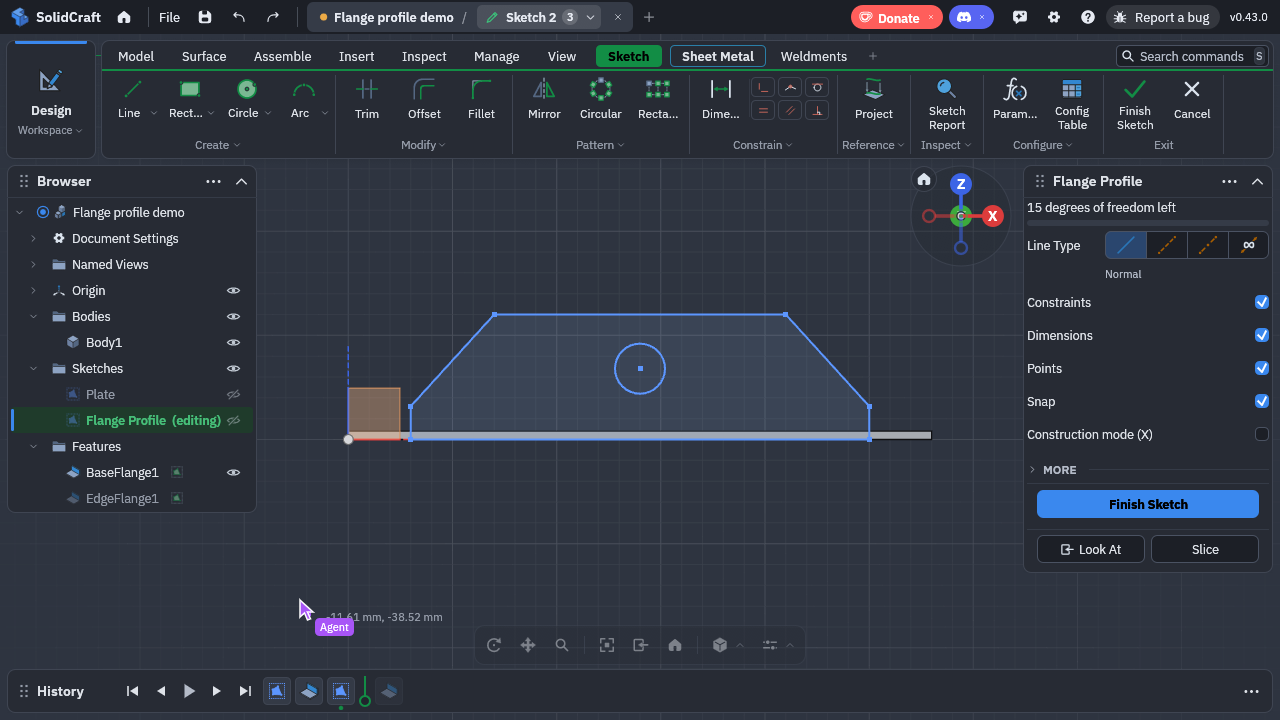 SolidCraft
File
Flange profile demo / Sketch 2 3
Donate
Report a bug
v0.43.0
Design
Workspace
Model
Surface
Assemble
Insert
Inspect
Manage
View
Sketch
Sheet Metal
Weldments
Search commands S
Line
Rect...
Circle
Arc
Create
Trim
Offset
Fillet
Modify
Mirror
Circular
Recta...
Pattern
Dime...
Constrain
Project
Reference
Sketch Report
Inspect
Param...
Config Table
Configure
Finish Sketch
Cancel
Exit
Browser
Flange profile demo
Document Settings
Named Views
Origin
Bodies
Body1
Sketches
Plate
Flange Profile (editing)
Features
BaseFlange1
EdgeFlange1
Z
X
C
Flange Profile
15 degrees of freedom left
Line Type
Normal
Constraints
Dimensions
Points
Snap
Construction mode (X)
MORE
Finish Sketch
Look At
Slice
-11.61 mm, -38.52 mm
Agent
History